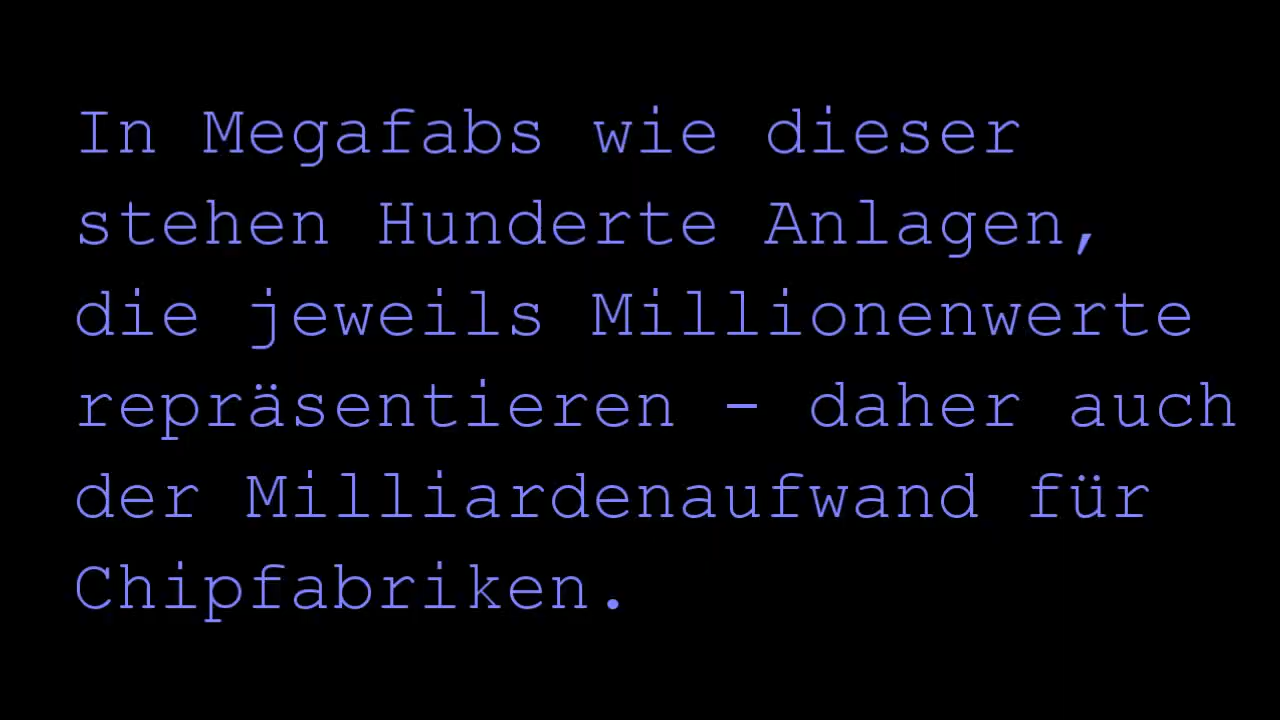 In Megafabs wie dieser
stehen Hunderte Anlagen,
die jeweils Millionenwerte
repräsentieren - daher auch
der Milliardenaufwand für
Chipfabriken.